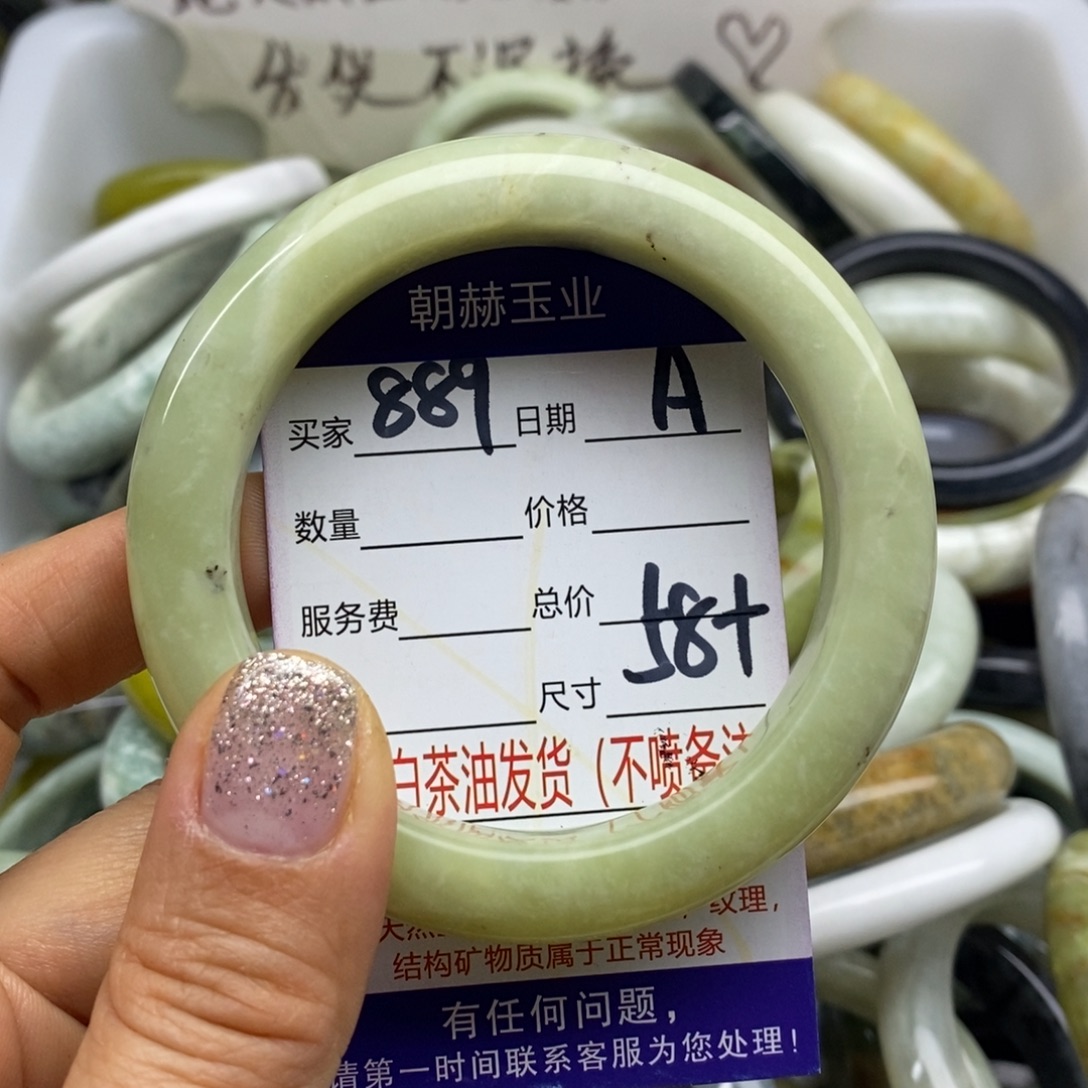 朝赫玉业
买家 889 日期 A
数量 价格
服务费 总价 58+
尺寸
白茶油发货（不喷
纹理，
结构矿物质属于正常现象
有任何问题，
请第一时间联系客服为您处理！